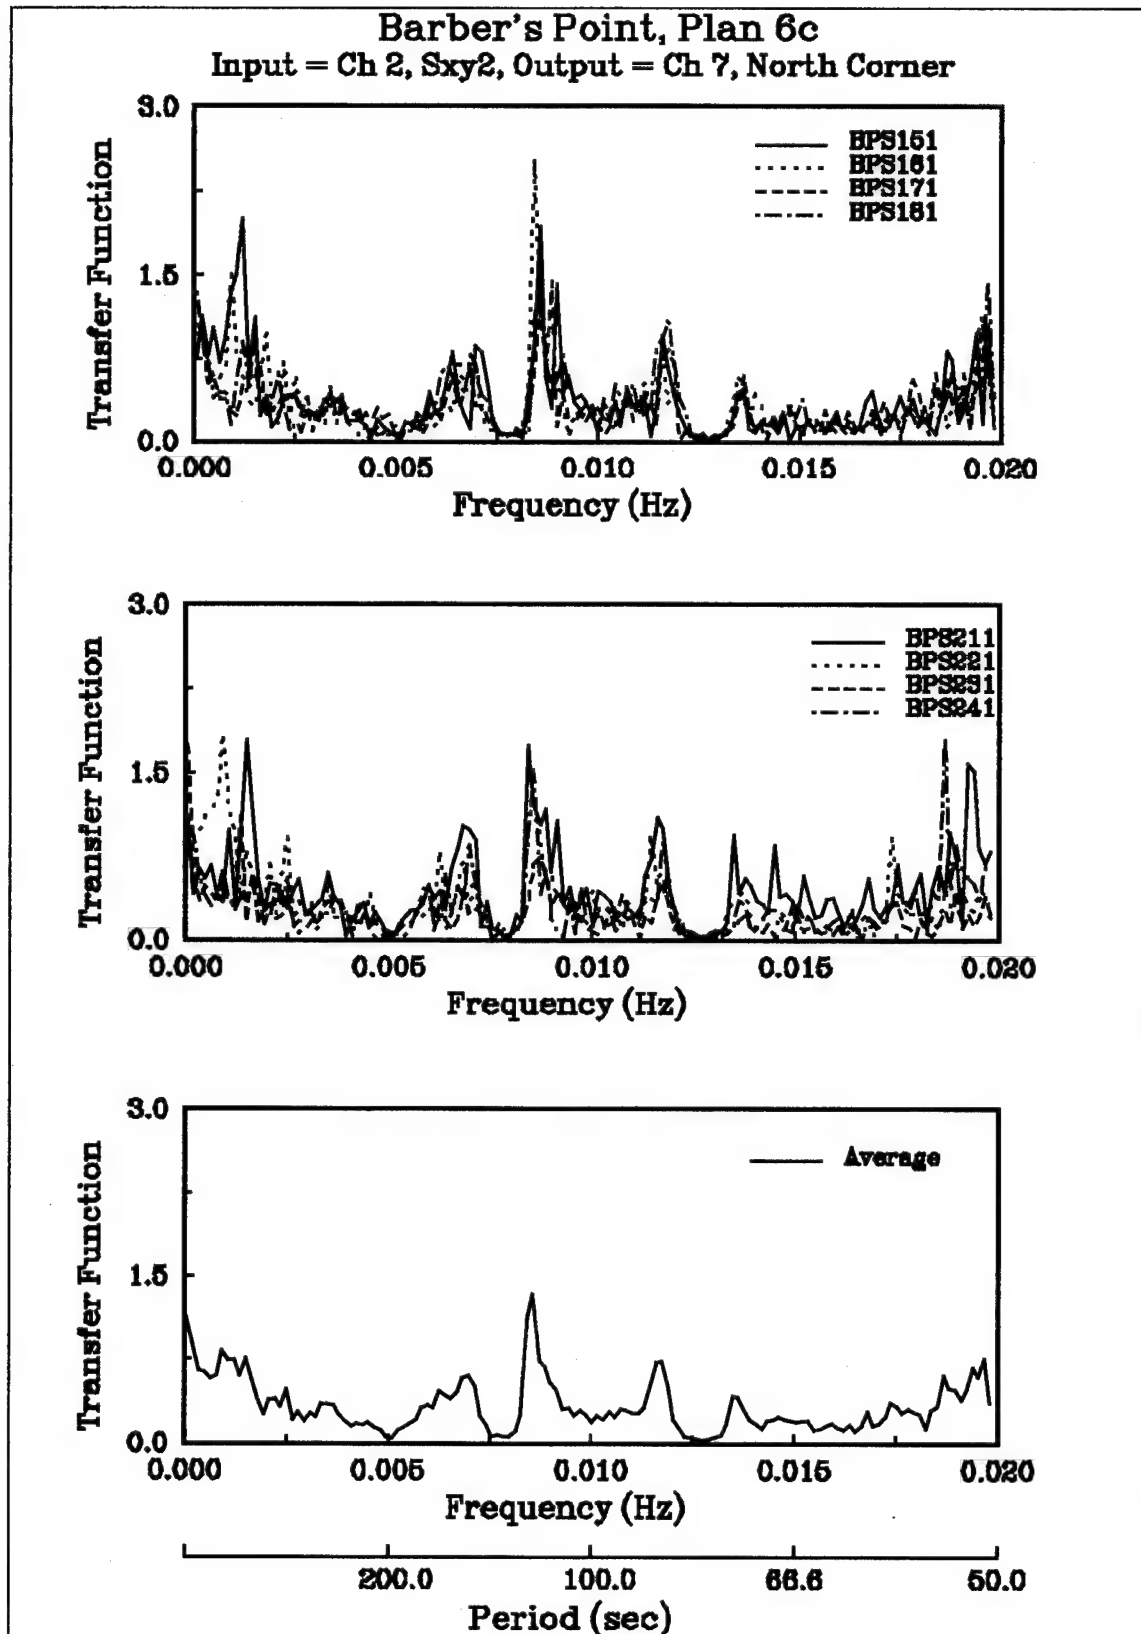 Barber's Point, Plan 6c
Input = Ch 2, Sxy2, Output = Ch 7, North Corner
3.0
1.5
0.0
Transfer Function
BPS151
BPS161
BPS171
BPS181
0.000 0.005 0.010 0.015 0.020
Frequency (Hz)
3.0
1.5
0.0
Transfer Function
BPS211
BPS221
BPS231
BPS241
0.000 0.005 0.010 0.015 0.020
Frequency (Hz)
3.0
1.5
0.0
Transfer Function
Average
0.000 0.005 0.010 0.015 0.020
Frequency (Hz)
200.0 100.0 66.6 50.0
Period (sec)